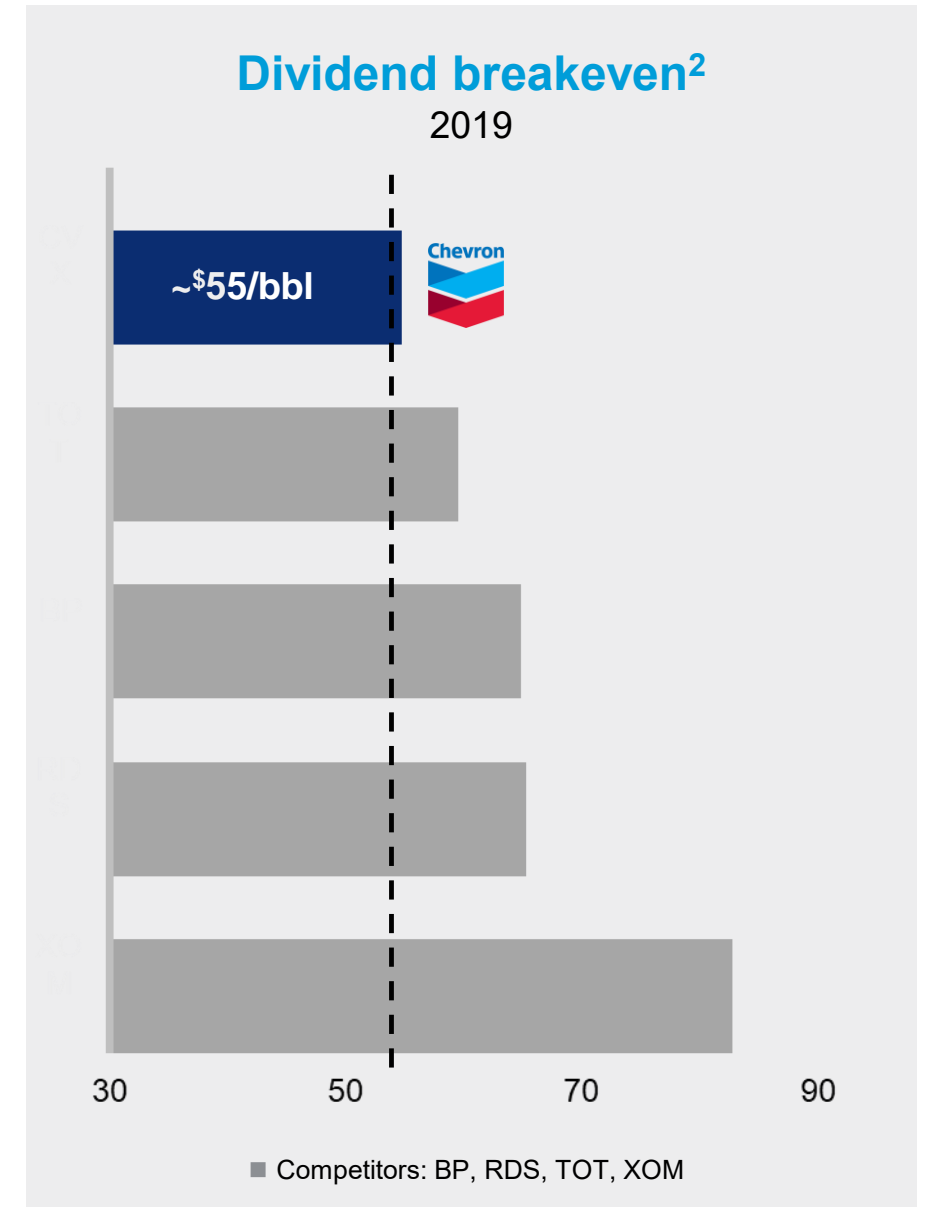 Dividend breakeven²
2019
Chevron
~$55/bbl
30 50 70 90
Competitors: BP, RDS, TOT, XOM